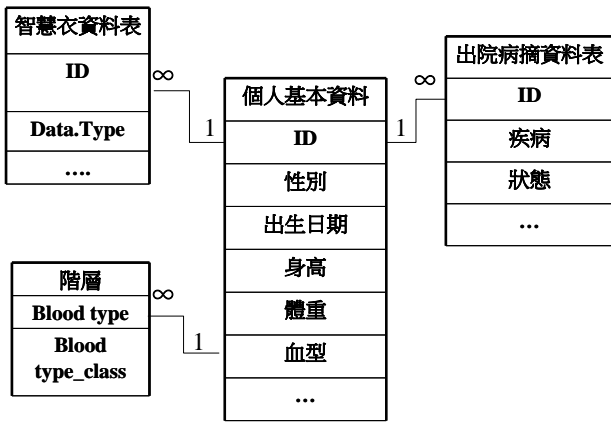 智慧衣資料表
ID
Data.Type
….
∞
1
個人基本資料
ID
性別
出生日期
身高
體重
血型
…
∞
1
出院病摘資料表
ID
疾病
狀態
…
階層
Blood type
Blood
type_class
∞
1